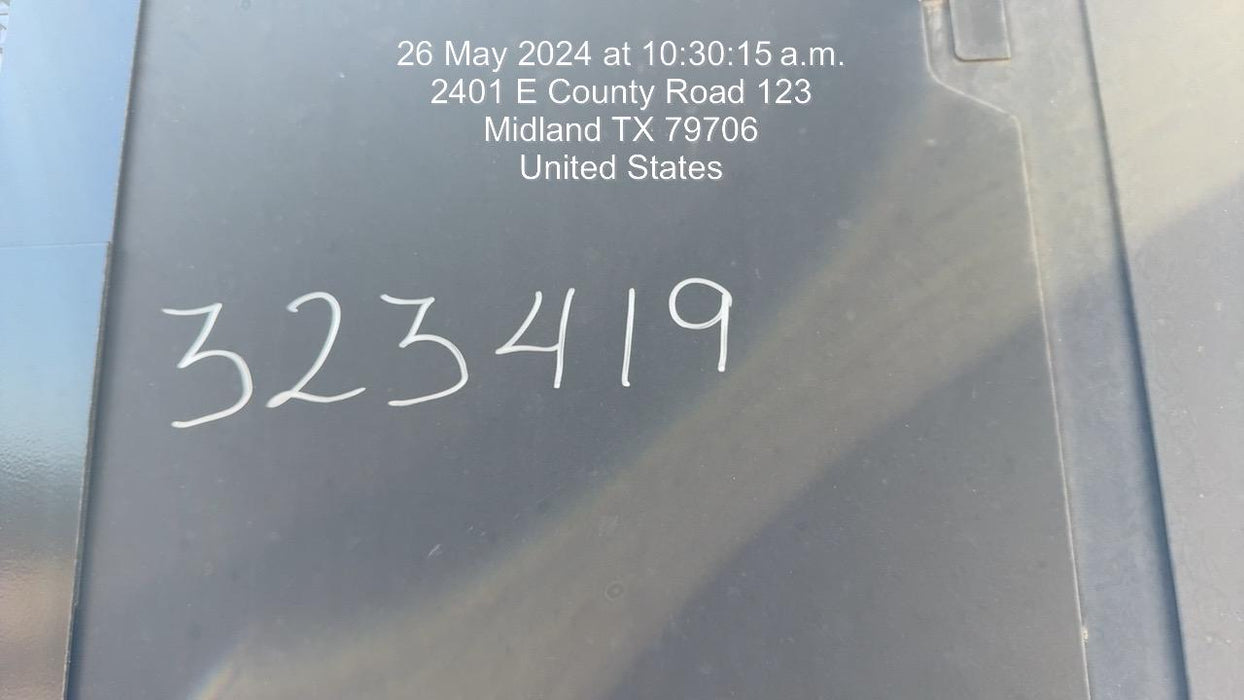 26 May 2024 at 10:30:15 a.m.
2401 E County Road 123
Midland TX 79706
United States
323419